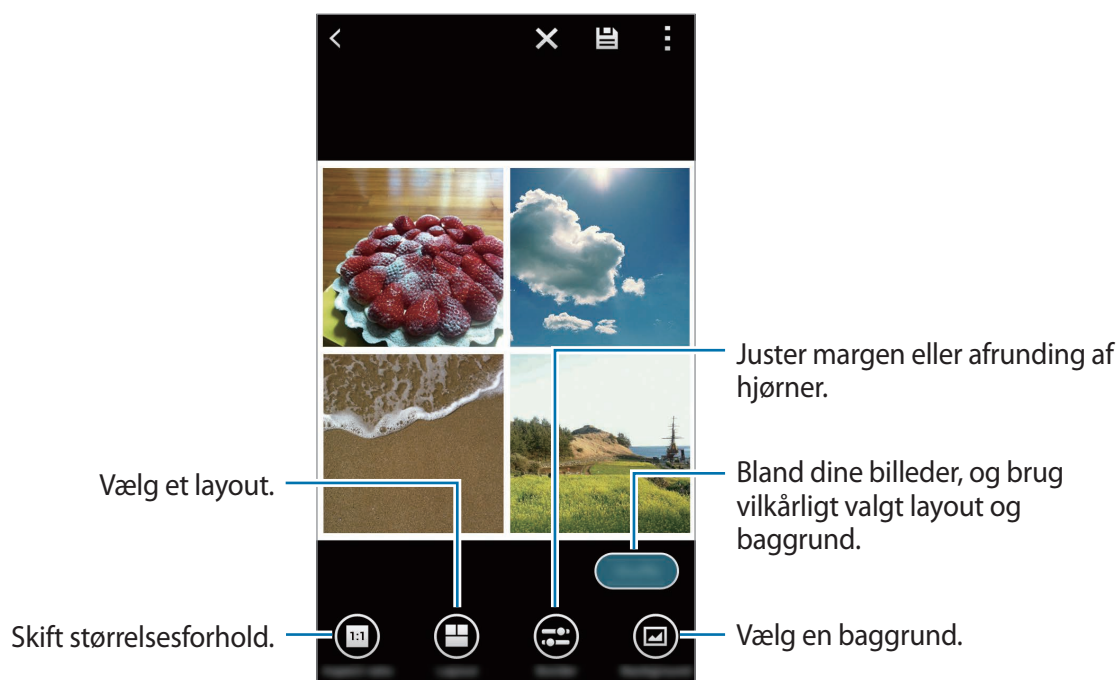 Juster margen eller afrunding af
hjørner.
Vælg et layout.
Bland dine billeder, og brug
vilkårligt valgt layout og
baggrund.
Skift størrelsesforhold.
1:1
Vælg en baggrund.